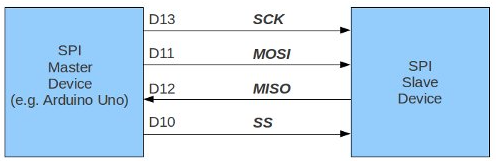 SPI
Master
Device
(e.g. Arduino Uno)
D13 SCK
D11 MOSI
D12 MISO
D10 SS
SPI
Slave
Device